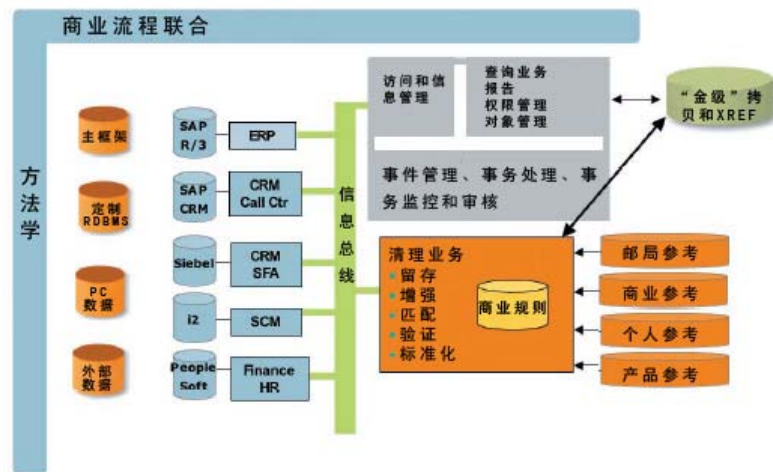 商业流程联合
方法学
主框架
定制
RDBMS
PC
数据
外部
数据
SAP
R/3
ERP
SAP
CRM
CRM
Call Ctr
Siebel
CRM
SFA
i2
SCM
People
Soft
Finance
HR
信息总线
访问和信
息管理
查询业务
报告
权限管理
对象管理
事件管理、事务处理、事
务监控和审核
“金级”拷
贝和XREF
清理业务
留存
增强
匹配
验证
标准化
商业规则
邮局参考
商业参考
个人参考
产品参考